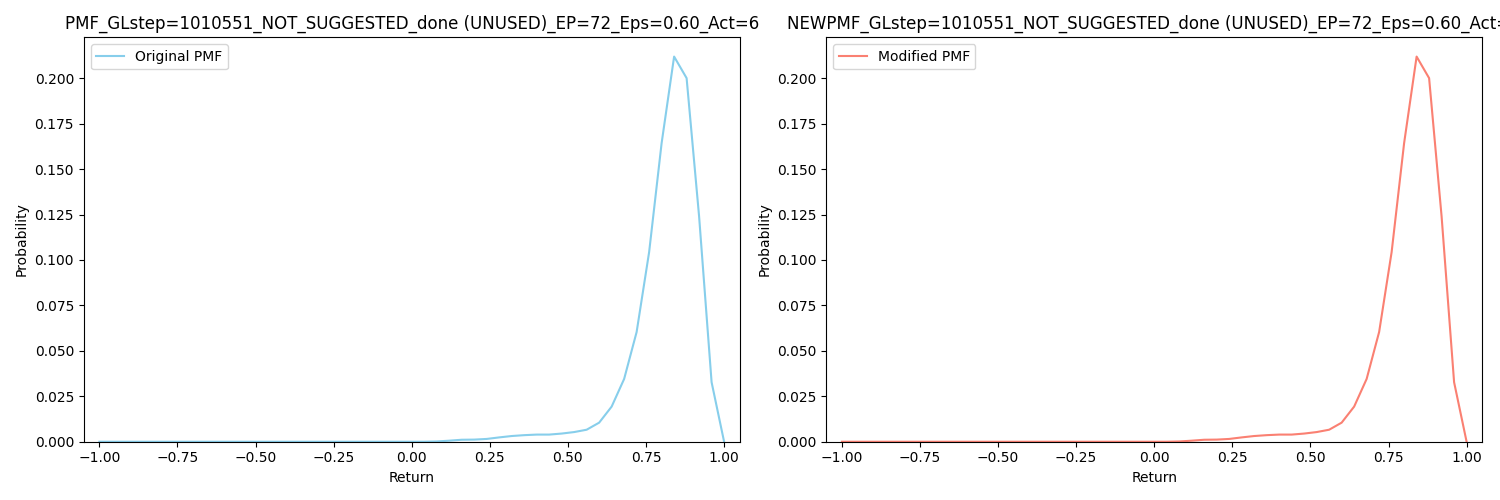 PMF_GLstep=1010551_NOT_SUGGESTED_done (UNUSED)_EP=72_Eps=0.60_Act=6
Original PMF
Probability
0.200
0.175
0.150
0.125
0.100
0.075
0.050
0.025
0.000
−1.00 −0.75 −0.50 −0.25 0.00 0.25 0.50 0.75 1.00
Return
NEWPMF_GLstep=1010551_NOT_SUGGESTED_done (UNUSED)_EP=72_Eps=0.60_Act=
Modified PMF
Probability
0.200
0.175
0.150
0.125
0.100
0.075
0.050
0.025
0.000
−1.00 −0.75 −0.50 −0.25 0.00 0.25 0.50 0.75 1.00
Return